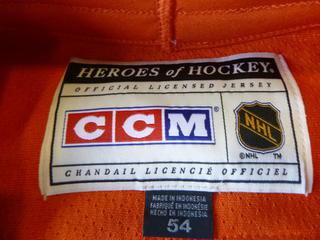 HEROES of HOCKEY®
OFFICIAL LICENSED JERSEY
CCM®
NHL
©NHL ™
CHANDAIL LICENCIÉ OFFICIEL
MADE IN INDONESIA
FABRIQUÉ EN INDONÉSIE
HECHO EN INDONESIA
54